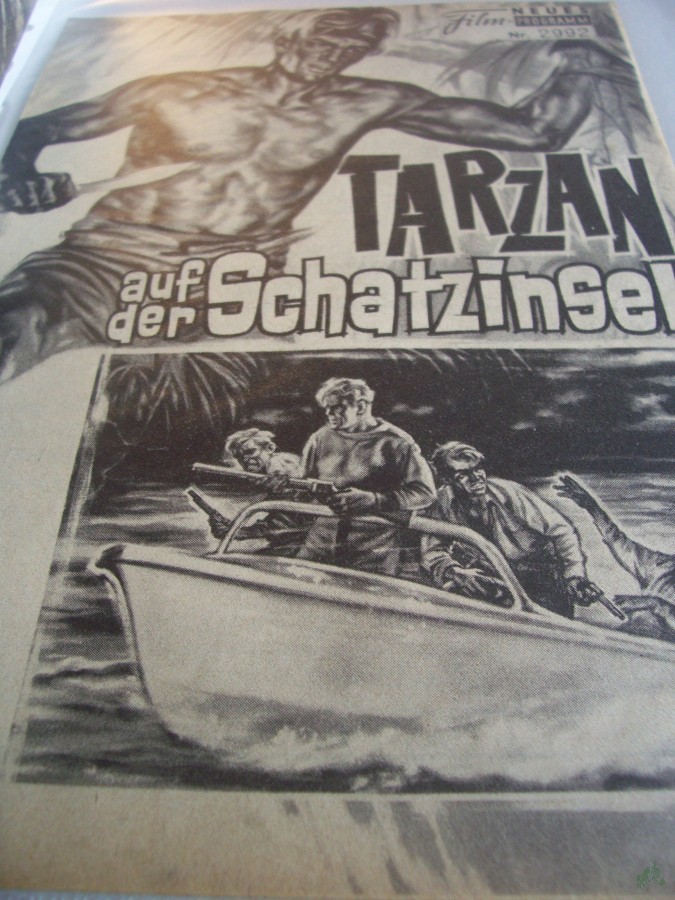 NEUES
Film-PROGRAMM
Nr. 2992
TARZAN
auf
der Schatzinsel